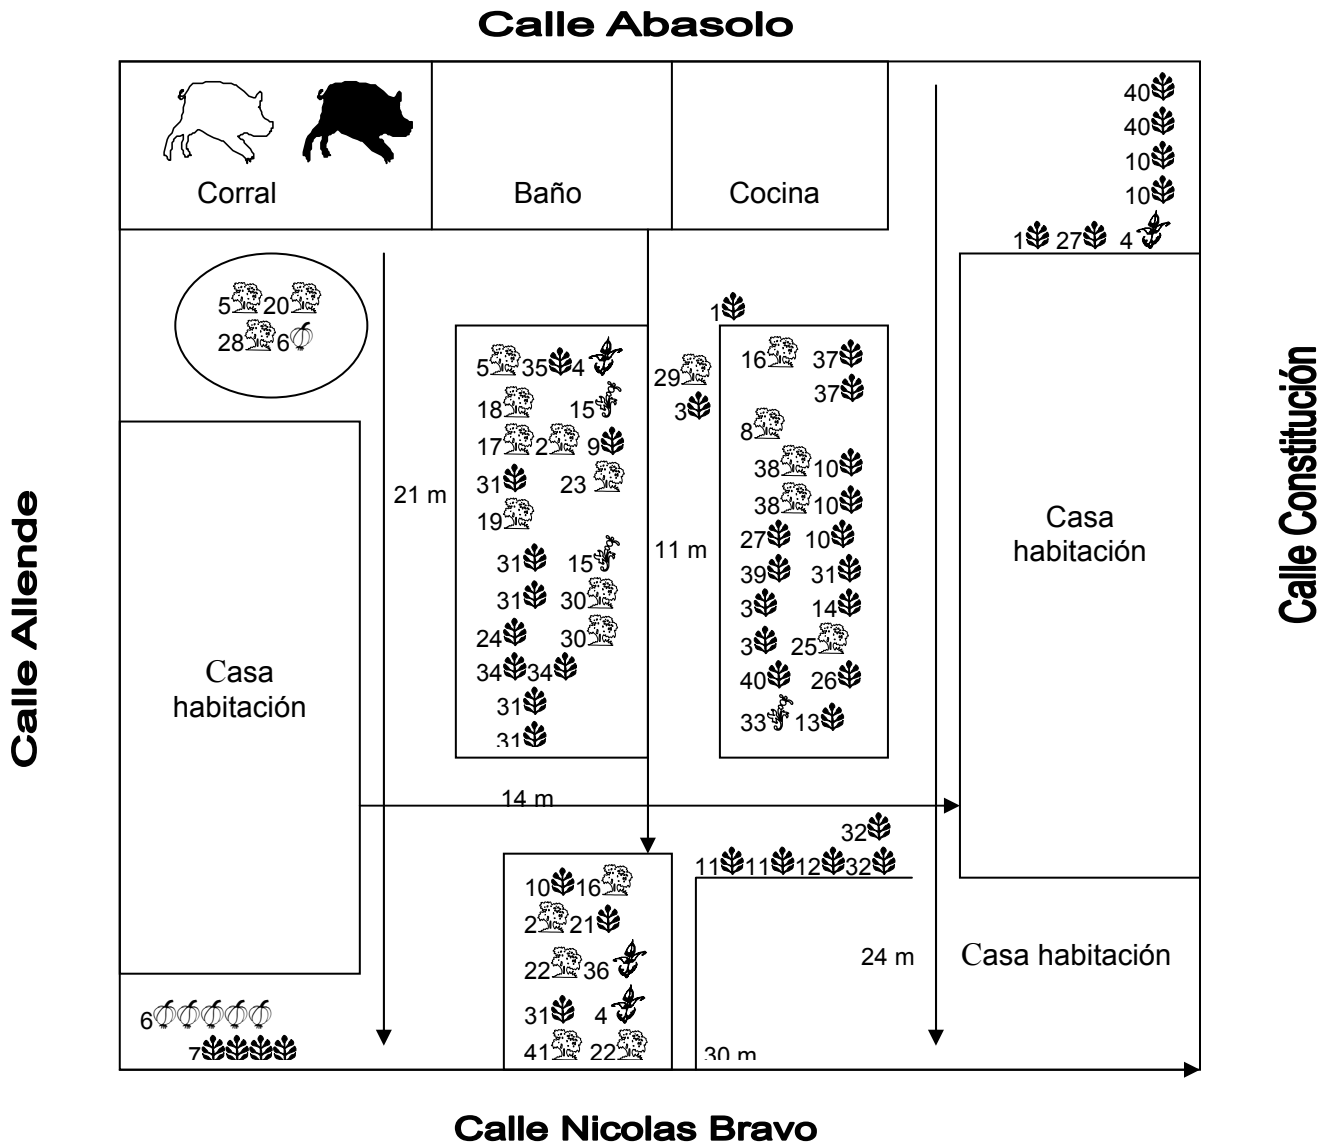 Calle Abasolo
Corral
Baño
Cocina
40
40
10
10
1 27 4
5 20
28 6
1
5 35 4
18 15
17 2 9
31 23
19
31 15
31 30
24 30
34 34
31
31
29
3
16 37
37
8
38 10
38 10
27 10
39 31
3 14
3 25
40 26
33 13
21 m
11 m
Casa
habitación
Casa
habitación
Calle Allende
Calle Constitución
14 m
32
11 11 12 32
10 16
2 21
22 36
31 4
41 22
24 m
Casa habitación
6
7
30 m
Calle Nicolas Bravo